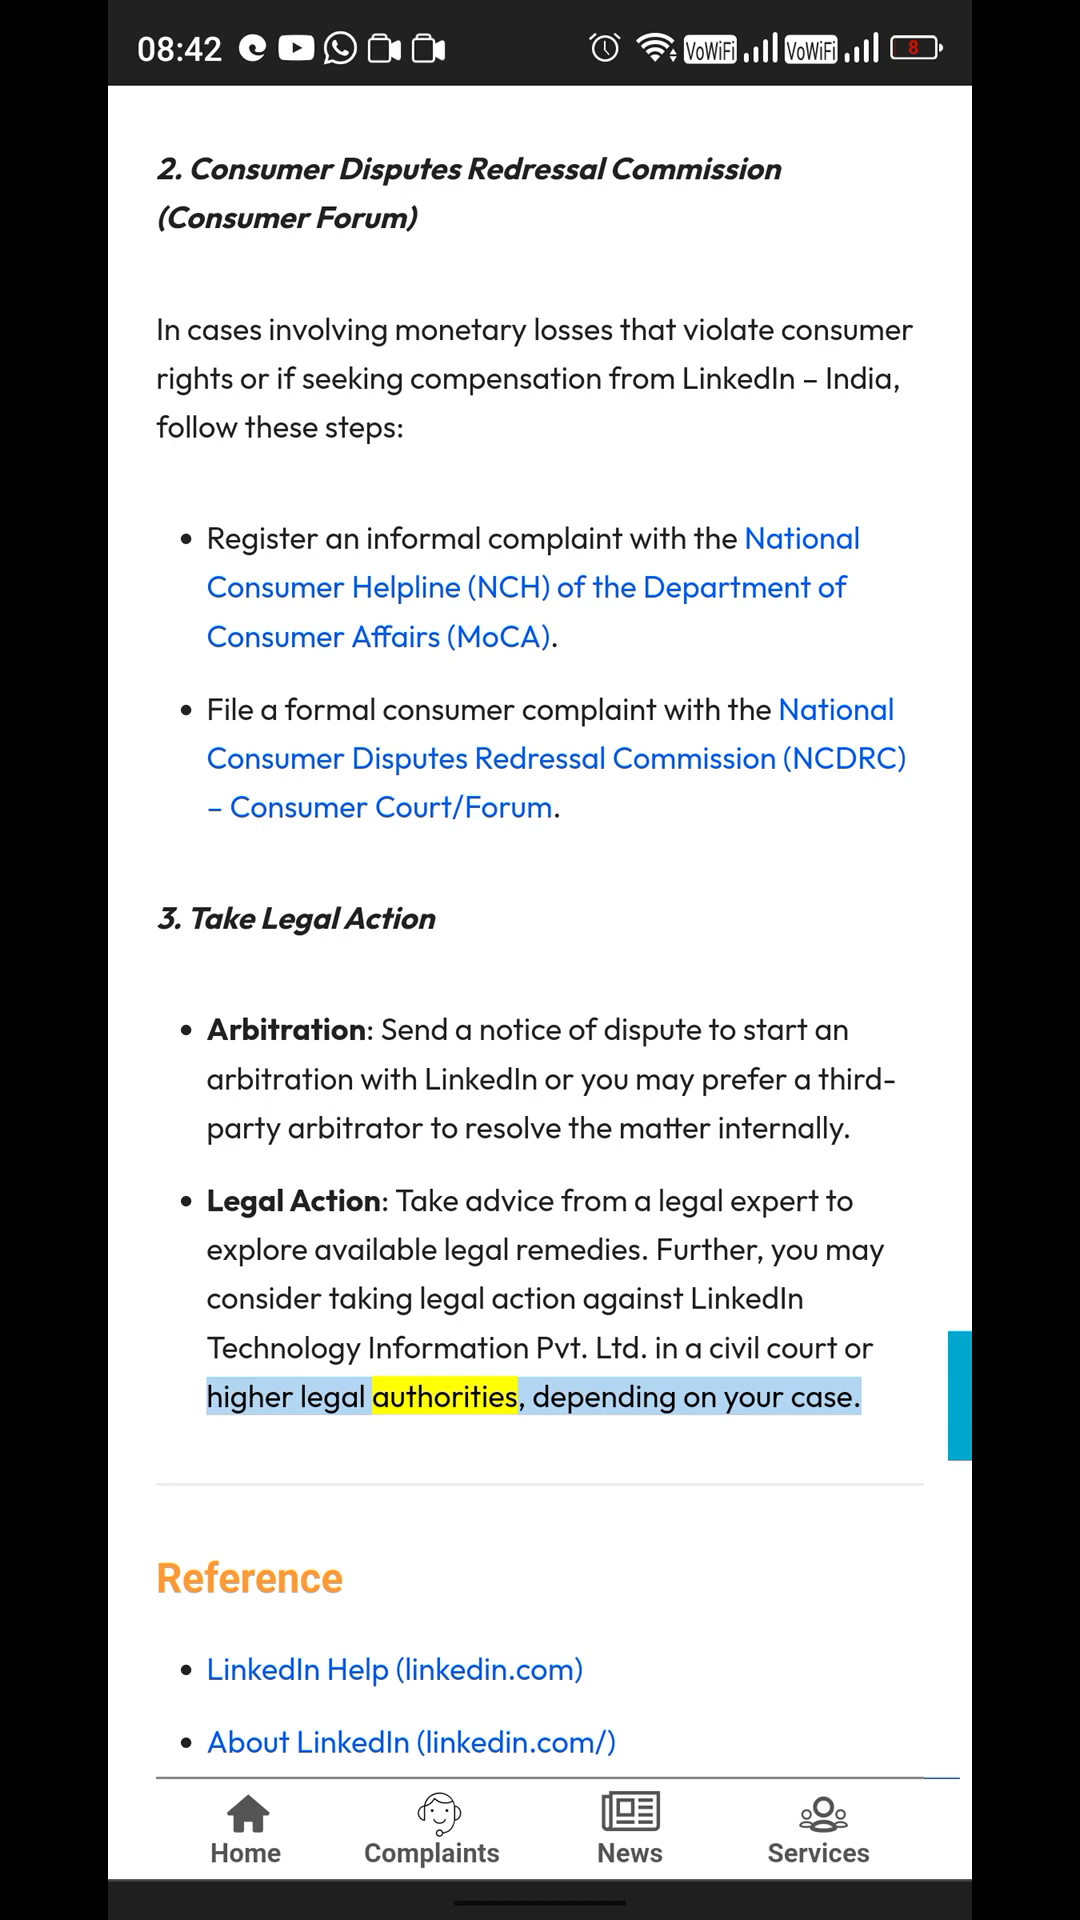 08:42 VoWiFi VoWiFi 8
2. Consumer Disputes Redressal Commission
(Consumer Forum)
In cases involving monetary losses that violate consumer
rights or if seeking compensation from LinkedIn – India,
follow these steps:
• Register an informal complaint with the National
Consumer Helpline (NCH) of the Department of
Consumer Affairs (MoCA).
• File a formal consumer complaint with the National
Consumer Disputes Redressal Commission (NCDRC)
– Consumer Court/Forum.
3. Take Legal Action
• Arbitration: Send a notice of dispute to start an
arbitration with LinkedIn or you may prefer a third-
party arbitrator to resolve the matter internally.
• Legal Action: Take advice from a legal expert to
explore available legal remedies. Further, you may
consider taking legal action against LinkedIn
Technology Information Pvt. Ltd. in a civil court or
higher legal authorities, depending on your case.
Reference
• LinkedIn Help (linkedin.com)
• About LinkedIn (linkedin.com/)
Home Complaints News Services